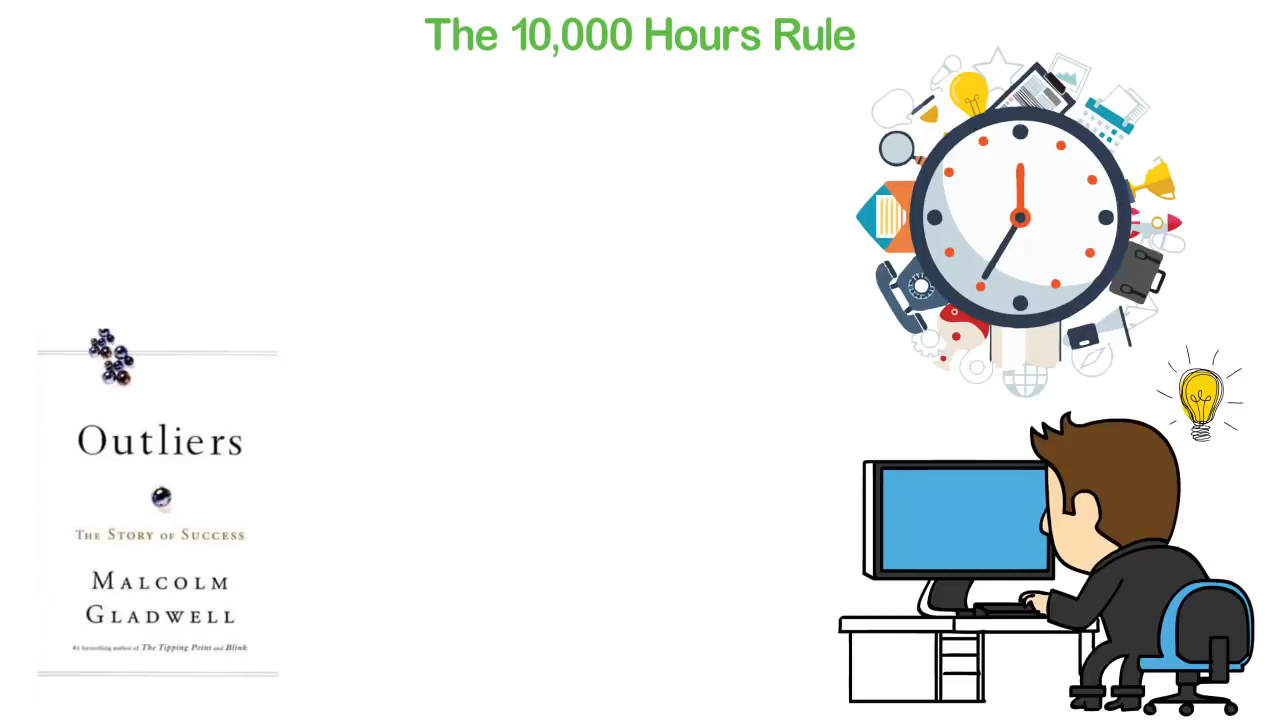 The 10,000 Hours Rule
Outliers
THE STORY OF SUCCESS
MALCOLM
GLADWELL
#1 bestselling author of The Tipping Point and Blink